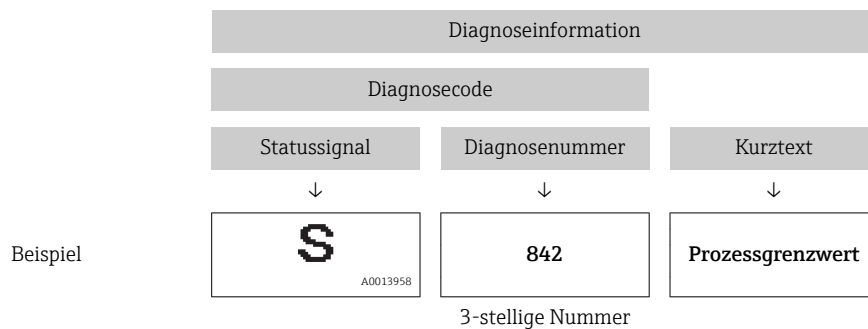 Diagnoseinformation
Diagnosecode
Statussignal Diagnosenummer Kurztext
↓ ↓ ↓
Beispiel S 842 Prozessgrenzwert
A0013958
3-stellige Nummer